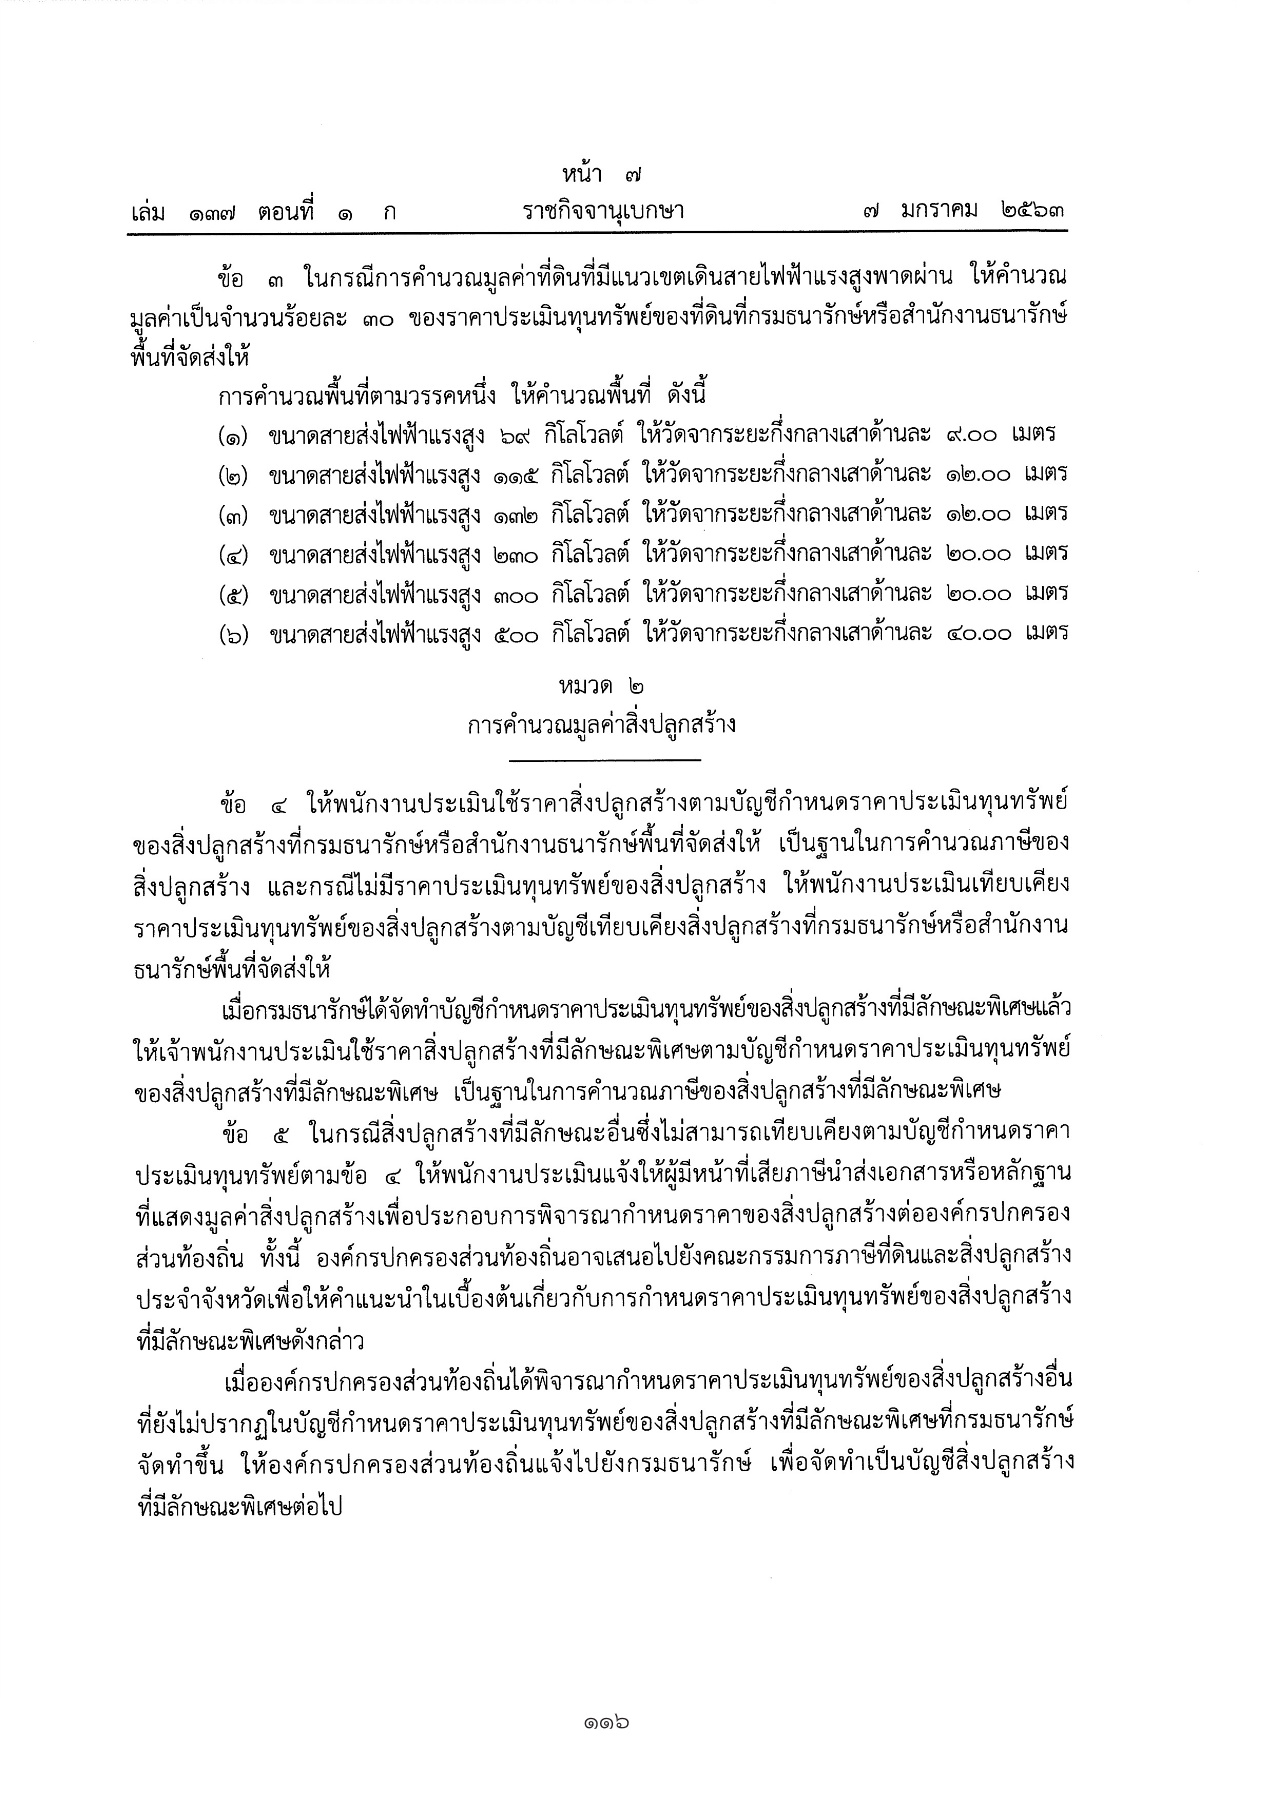 หน้า ๗
เล่ม ๑๓๗ ตอนที่ ๑ ก ราชกิจจานุเบกษา ๗ มกราคม ๒๕๖๓
ข้อ ๓ ในกรณีการคำนวณมูลค่าที่ดินที่มีแนวเขตเดินสายไฟฟ้าแรงสูงพาดผ่าน ให้คำนวณ
มูลค่าเป็นจำนวนร้อยละ ๓๐ ของราคาประเมินทุนทรัพย์ของที่ดินที่กรมธนารักษ์หรือสำนักงานธนารักษ์
พื้นที่จัดส่งให้
การคำนวณพื้นที่ตามวรรคหนึ่ง ให้คำนวณพื้นที่ ดังนี้
(๑) ขนาดสายส่งไฟฟ้าแรงสูง ๖๙ กิโลโวลต์ ให้วัดจากระยะกึ่งกลางเสาด้านละ ๙.๐๐ เมตร
(๒) ขนาดสายส่งไฟฟ้าแรงสูง ๑๑๕ กิโลโวลต์ ให้วัดจากระยะกึ่งกลางเสาด้านละ ๑๒.๐๐ เมตร
(๓) ขนาดสายส่งไฟฟ้าแรงสูง ๑๓๒ กิโลโวลต์ ให้วัดจากระยะกึ่งกลางเสาด้านละ ๑๒.๐๐ เมตร
(๔) ขนาดสายส่งไฟฟ้าแรงสูง ๒๓๐ กิโลโวลต์ ให้วัดจากระยะกึ่งกลางเสาด้านละ ๒๐.๐๐ เมตร
(๕) ขนาดสายส่งไฟฟ้าแรงสูง ๓๐๐ กิโลโวลต์ ให้วัดจากระยะกึ่งกลางเสาด้านละ ๒๐.๐๐ เมตร
(๖) ขนาดสายส่งไฟฟ้าแรงสูง ๕๐๐ กิโลโวลต์ ให้วัดจากระยะกึ่งกลางเสาด้านละ ๔๐.๐๐ เมตร
หมวด ๒
การคำนวณมูลค่าสิ่งปลูกสร้าง
ข้อ ๔ ให้พนักงานประเมินใช้ราคาสิ่งปลูกสร้างตามบัญชีกำหนดราคาประเมินทุนทรัพย์
ของสิ่งปลูกสร้างที่กรมธนารักษ์หรือสำนักงานธนารักษ์พื้นที่จัดส่งให้ เป็นฐานในการคำนวณภาษีของ
สิ่งปลูกสร้าง และกรณีไม่มีราคาประเมินทุนทรัพย์ของสิ่งปลูกสร้าง ให้พนักงานประเมินเทียบเคียง
ราคาประเมินทุนทรัพย์ของสิ่งปลูกสร้างตามบัญชีเทียบเคียงสิ่งปลูกสร้างที่กรมธนารักษ์หรือสำนักงาน
ธนารักษ์พื้นที่จัดส่งให้
เมื่อกรมธนารักษ์ได้จัดทำบัญชีกำหนดราคาประเมินทุนทรัพย์ของสิ่งปลูกสร้างที่มีลักษณะพิเศษแล้ว
ให้เจ้าพนักงานประเมินใช้ราคาสิ่งปลูกสร้างที่มีลักษณะพิเศษตามบัญชีกำหนดราคาประเมินทุนทรัพย์
ของสิ่งปลูกสร้างที่มีลักษณะพิเศษ เป็นฐานในการคำนวณภาษีของสิ่งปลูกสร้างที่มีลักษณะพิเศษ
ข้อ ๕ ในกรณีสิ่งปลูกสร้างที่มีลักษณะอื่นซึ่งไม่สามารถเทียบเคียงตามบัญชีกำหนดราคา
ประเมินทุนทรัพย์ตามข้อ ๔ ให้พนักงานประเมินแจ้งให้ผู้มีหน้าที่เสียภาษีนำส่งเอกสารหรือหลักฐาน
ที่แสดงมูลค่าสิ่งปลูกสร้างเพื่อประกอบการพิจารณากำหนดราคาของสิ่งปลูกสร้างต่อองค์กรปกครอง
ส่วนท้องถิ่น ทั้งนี้ องค์กรปกครองส่วนท้องถิ่นอาจเสนอไปยังคณะกรรมการภาษีที่ดินและสิ่งปลูกสร้าง
ประจำจังหวัดเพื่อให้คำแนะนำในเบื้องต้นเกี่ยวกับการกำหนดราคาประเมินทุนทรัพย์ของสิ่งปลูกสร้าง
ที่มีลักษณะพิเศษดังกล่าว
เมื่อองค์กรปกครองส่วนท้องถิ่นได้พิจารณากำหนดราคาประเมินทุนทรัพย์ของสิ่งปลูกสร้างอื่น
ที่ยังไม่ปรากฏในบัญชีกำหนดราคาประเมินทุนทรัพย์ของสิ่งปลูกสร้างที่มีลักษณะพิเศษที่กรมธนารักษ์
จัดทำขึ้น ให้องค์กรปกครองส่วนท้องถิ่นแจ้งไปยังกรมธนารักษ์ เพื่อจัดทำเป็นบัญชีสิ่งปลูกสร้าง
ที่มีลักษณะพิเศษต่อไป
๑๑๖